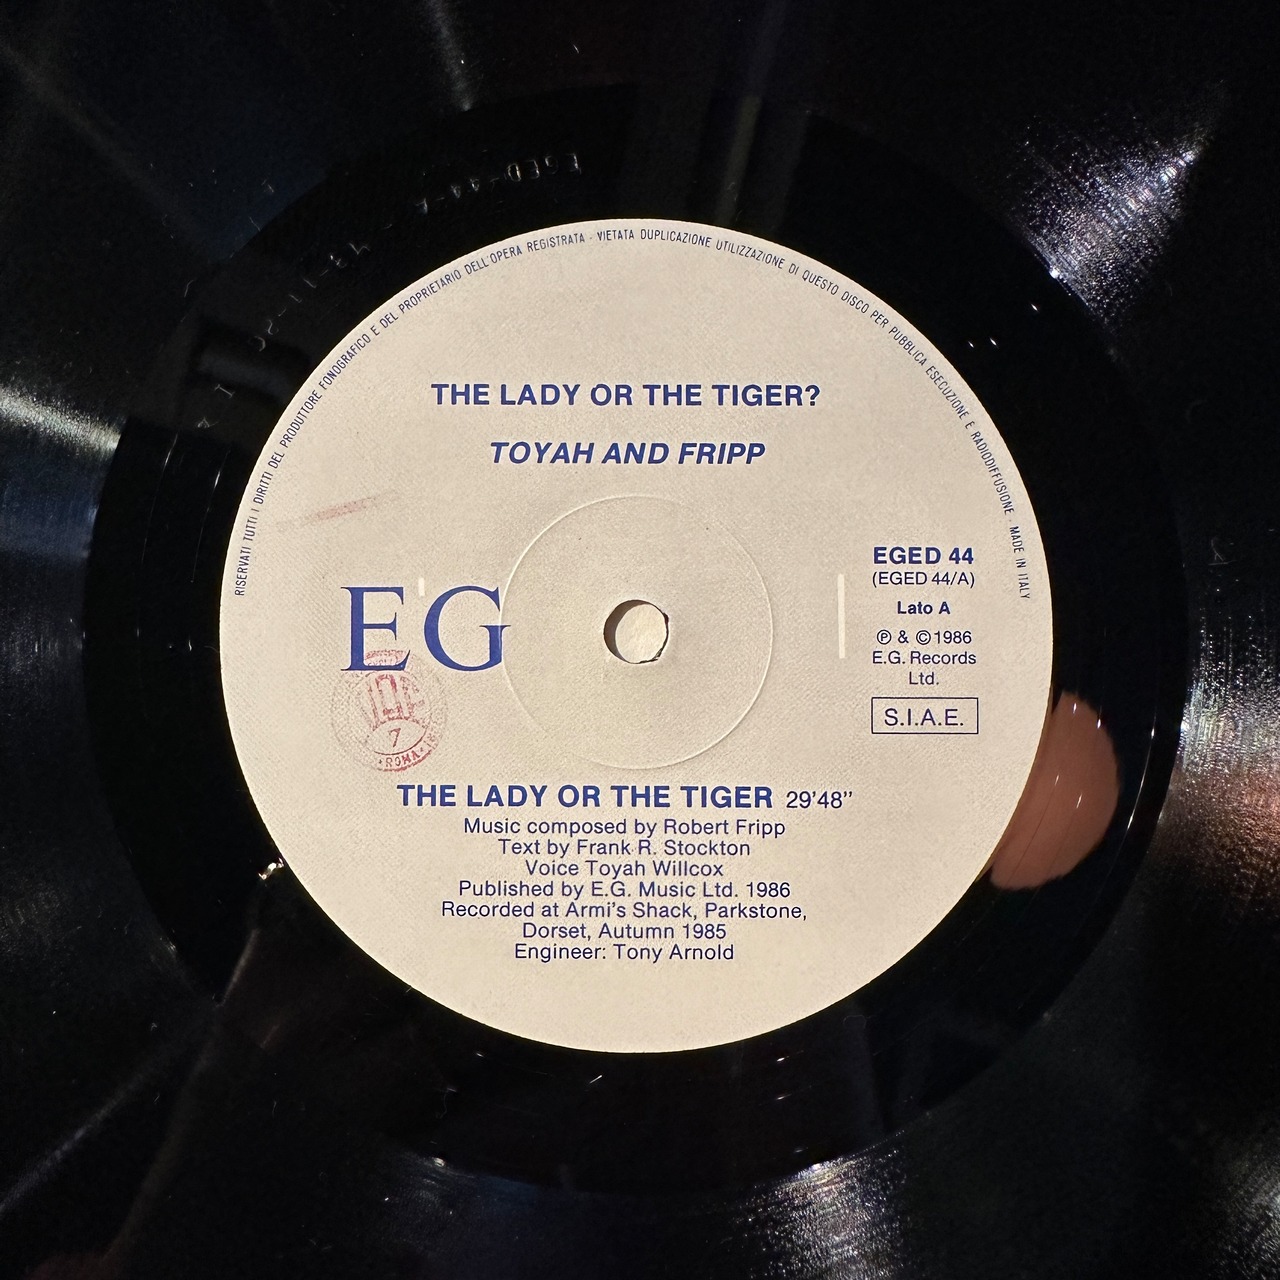 EGED-44-A
RISERVATI TUTTI I DIRITTI DEL PRODUTTORE FONOGRAFICO E DEL PROPRIETARIO DELL'OPERA REGISTRATA - VIETATA DUPLICAZIONE UTILIZZAZIONE DI QUESTO DISCO PER PUBBLICA ESECUZIONE E RADIODIFFUSIONE - MADE IN ITALY
THE LADY OR THE TIGER?
TOYAH AND FRIPP
EG
EGED 44
(EGED 44/A)
Lato A
℗ & © 1986
E.G. Records
Ltd.
S.I.A.E.
7
ROMA
THE LADY OR THE TIGER 29'48"
Music composed by Robert Fripp
Text by Frank R. Stockton
Voice Toyah Willcox
Published by E.G. Music Ltd. 1986
Recorded at Armi's Shack, Parkstone,
Dorset, Autumn 1985
Engineer: Tony Arnold